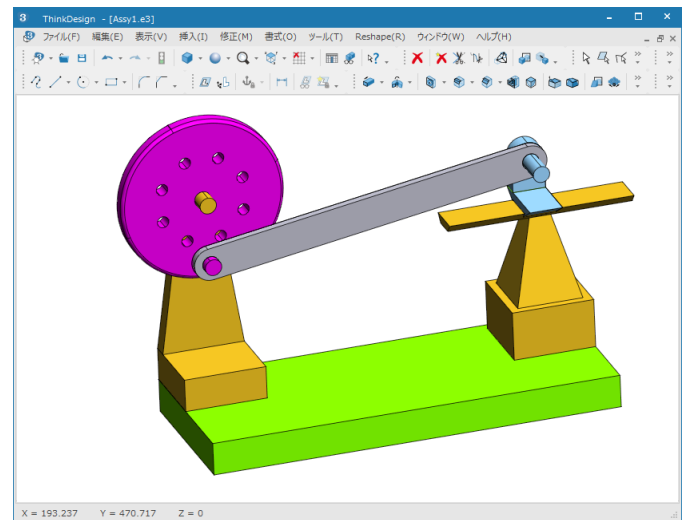 ThinkDesign - [Assy1.e3]
ファイル(F) 編集(E) 表示(V) 挿入(I) 修正(M) 書式(O) ツール(T) Reshape(R) ウィンドウ(W) ヘルプ(H)
X = 193.237 Y = 470.717 Z = 0